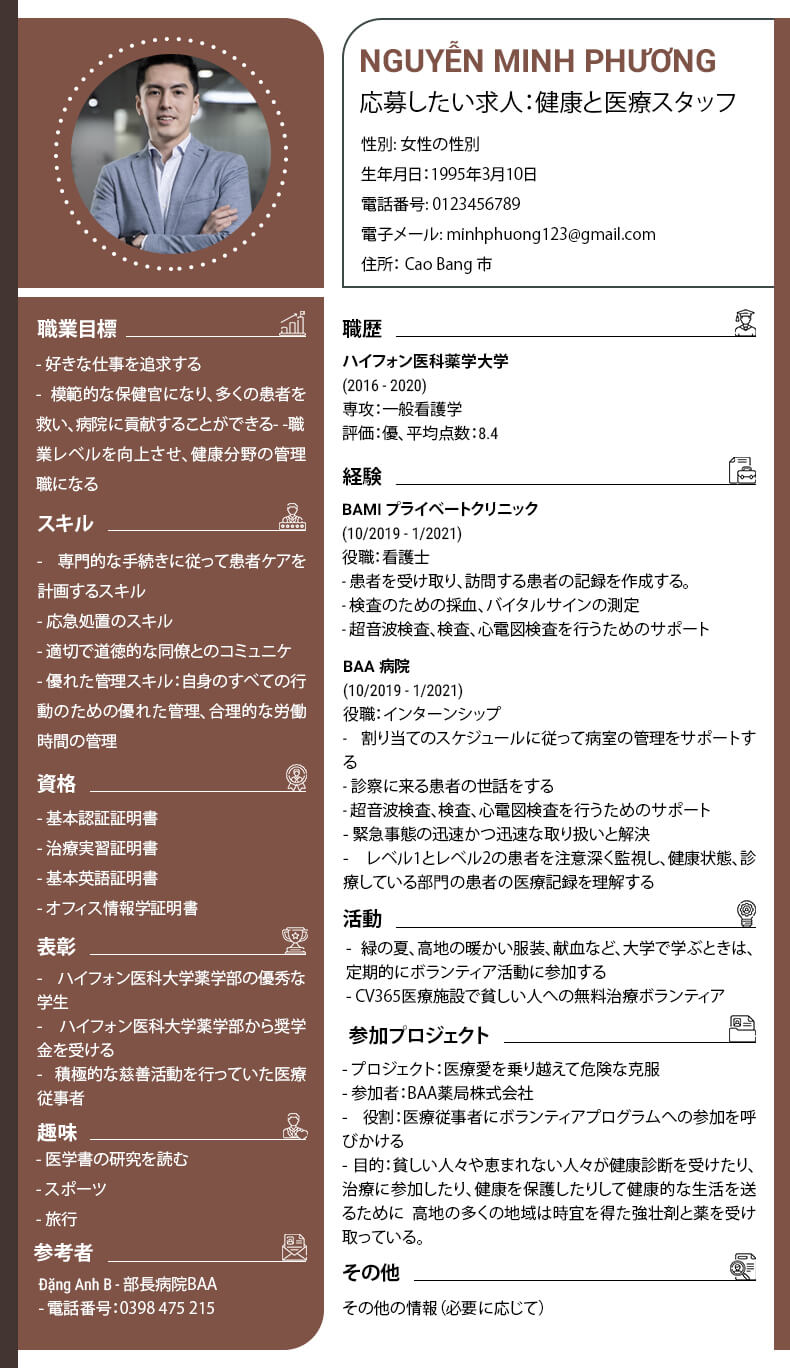 NGUYỄN MINH PHƯƠNG
応募したい求人：健康と医療スタッフ
性別: 女性の性別
生年月日：1995年3月10日
電話番号: 0123456789
電子メール: minhphuong123@gmail.com
住所： Cao Bang 市
職業目標
- 好きな仕事を追求する
- 模範的な保健官になり、多くの患者を
救い、病院に貢献することができる- -職
業レベルを向上させ、健康分野の管理
職になる
スキル
- 専門的な手続きに従って患者ケアを
計画するスキル
- 応急処置のスキル
- 適切で道徳的な同僚とのコミュニケ
- 優れた管理スキル：自身のすべての行
動のための優れた管理、合理的な労働
時間の管理
資格
- 基本認証証明書
- 治療実習証明書
- 基本英語証明書
- オフィス情報学証明書
表彰
- ハイフォン医科大学薬学部の優秀な
学生
- ハイフォン医科大学薬学部から奨学
金を受ける
- 積極的な慈善活動を行っていた医療
従事者
趣味
- 医学書の研究を読む
- スポーツ
- 旅行
参考者
Đặng Anh B - 部長病院BAA
- 電話番号：0398 475 215
職歴
ハイフォン医科薬学大学
(2016 - 2020)
専攻：一般看護学
評価：優、平均点数：8.4
経験
BAMI プライベートクリニック
(10/2019 - 1/2021)
役職：看護士
- 患者を受け取り、訪問する患者の記録を作成する。
- 検査のための採血、バイタルサインの測定
- 超音波検査、検査、心電図検査を行うためのサポート
BAA 病院
(10/2019 - 1/2021)
役職：インターンシップ
- 割り当てのスケジュールに従って病室の管理をサポートす
る
- 診察に来る患者の世話をする
- 超音波検査、検査、心電図検査を行うためのサポート
- 緊急事態の迅速かつ迅速な取り扱いと解決
- レベル1とレベル2の患者を注意深く監視し、健康状態、診
療している部門の患者の医療記録を理解する
活動
- 緑の夏、高地の暖かい服装、献血など、大学で学ぶときは、
定期的にボランティア活動に参加する
- CV365医療施設で貧しい人への無料治療ボランティア
参加プロジェクト
- プロジェクト：医療愛を乗り越えて危険な克服
- 参加者：BAA薬局株式会社
- 役割：医療従事者にボランティアプログラムへの参加を呼
びかける
- 目的：貧しい人々や恵まれない人々が健康診断を受けたり、
治療に参加したり、健康を保護したりして健康的な生活を送
るために 高地の多くの地域は時宜を得た強壮剤と薬を受け
取っている。
その他
その他の情報（必要に応じて）